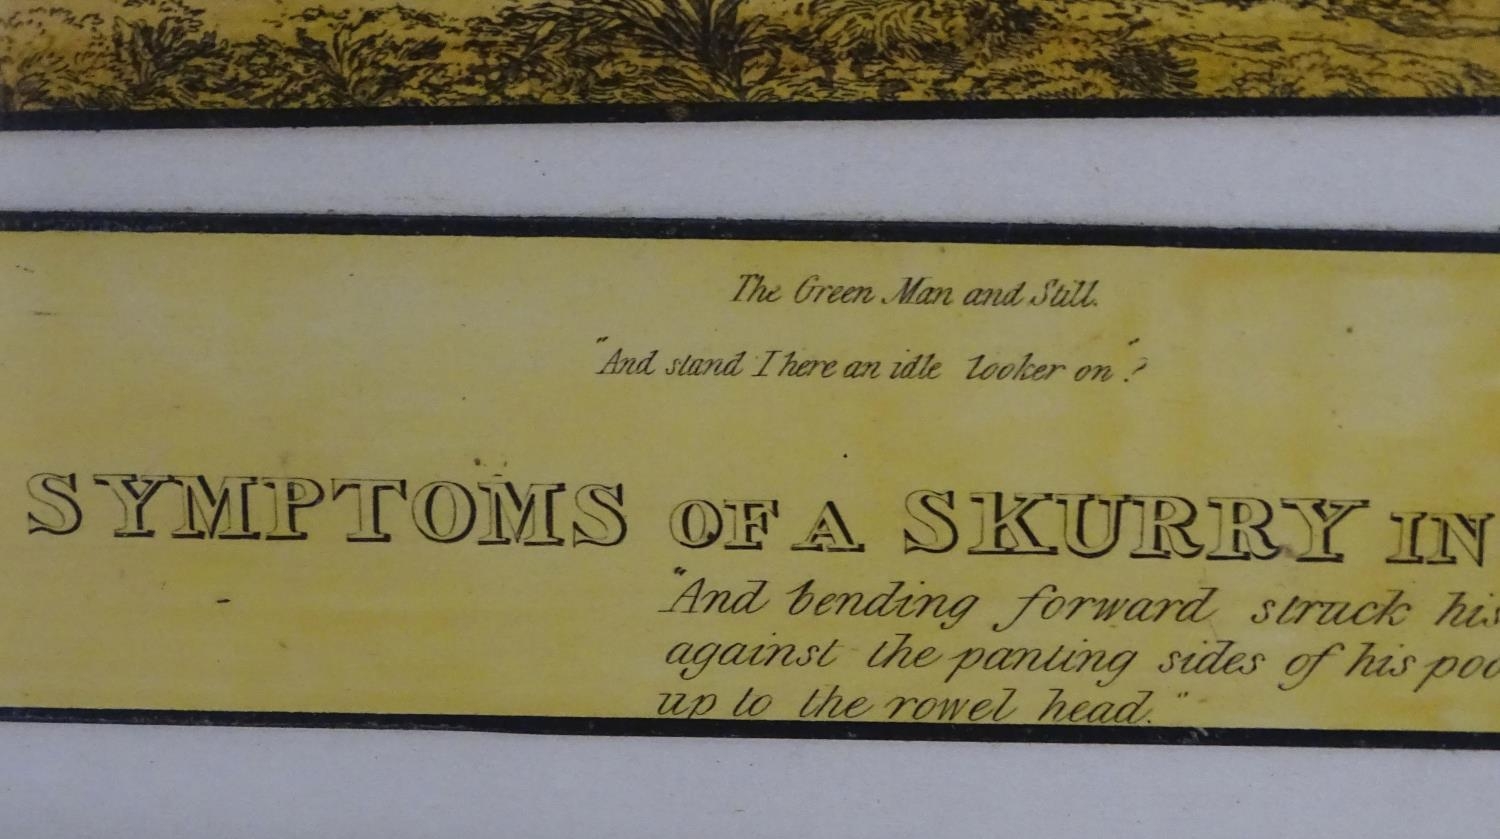 The Green Man and Still.
"And stand I here an idle looker on"?
SYMPTOMS OF A SKURRY IN
"And bending forward struck his
against the panting sides of his
up to the rowel head."